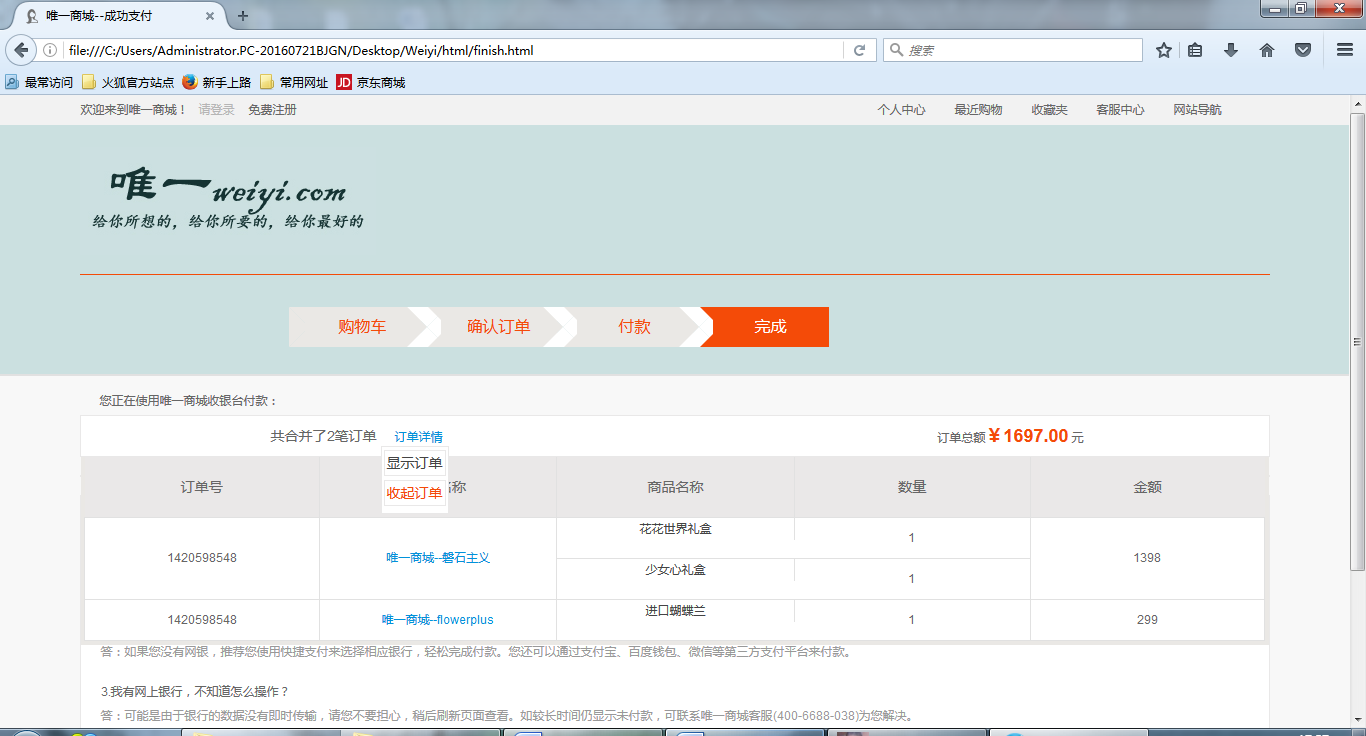 唯一商城--成功支付
file:///C:/Users/Administrator.PC-20160721BJGN/Desktop/Weiyi/html/finish.html
搜索
最常访问 火狐官方站点 新手上路 常用网址 JD 京东商城
欢迎来到唯一商城！ 请登录 免费注册 个人中心 最近购物 收藏夹 客服中心 网站导航
唯一weiyi.com
给你所想的，给你所要的，给你最好的
购物车 确认订单 付款 完成
您正在使用唯一商城收银台付款：
共合并了2笔订单 订单详情 订单总额 ¥ 1697.00 元
显示订单
收起订单
订单号 称 商品名称 数量 金额
花花世界礼盒 1
1420598548 唯一商城--磐石主义 1398
少女心礼盒 1
1420598548 唯一商城--flowerplus 进口蝴蝶兰 1 299
答：如果您没有网银，推荐您使用快捷支付来选择相应银行，轻松完成付款。您还可以通过支付宝、百度钱包、微信等第三方支付平台来付款。
3.我有网上银行，不知道怎么操作？
答：可能是由于银行的数据没有即时传输，请您不要担心，稍后刷新页面查看。如较长时间仍显示未付款，可联系唯一商城客服(400-6688-038)为您解决。